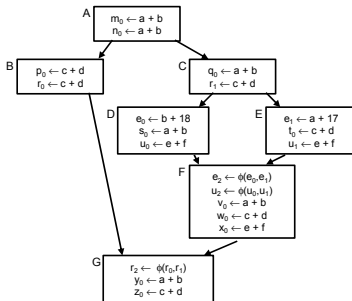 A
m₀ ← a + b
n₀ ← a + b
B
p₀ ← c + d
r₀ ← c + d
C
q₀ ← a + b
r₁ ← c + d
D
e₀ ← b + 18
s₀ ← a + b
u₀ ← e + f
E
e₁ ← a + 17
t₀ ← c + d
u₁ ← e + f
F
e₂ ← ϕ(e₀,e₁)
u₂ ← ϕ(u₀,u₁)
v₀ ← a + b
w₀ ← c + d
x₀ ← e + f
G
r₂ ← ϕ(r₀,r₁)
y₀ ← a + b
z₀ ← c + d